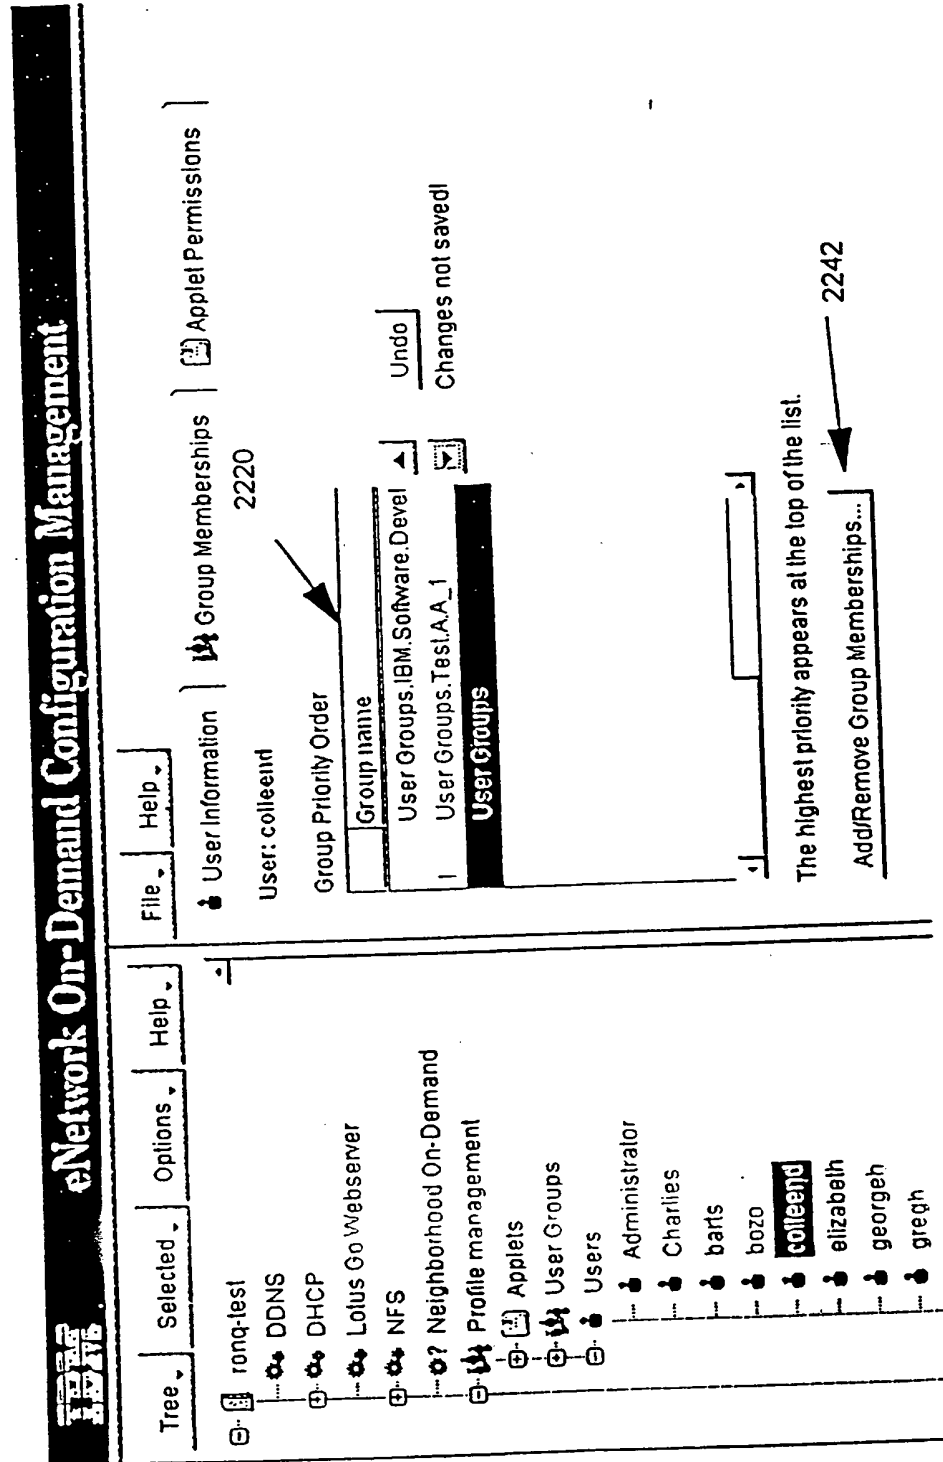 IBM
eNetwork On-Demand Configuration Management
Tree Selected Options Help
ronq-test
DDNS
DHCP
Lotus Go Webserver
NFS
? Neighborhood On-Demand
Profile management
Applets
User Groups
Users
Administrator
Charlies
barts
bozo
colleend
elizabeth
georgeh
gregh
File Help
User Information Group Memberships Applet Permissions
User: colleend
2220
Group Priority Order
Group name
User Groups.IBM.Software.Devel
User Groups.Test.A.A_1
User Groups
Undo
Changes not saved!
The highest priority appears at the top of the list.
Add/Remove Group Memberships...
2242